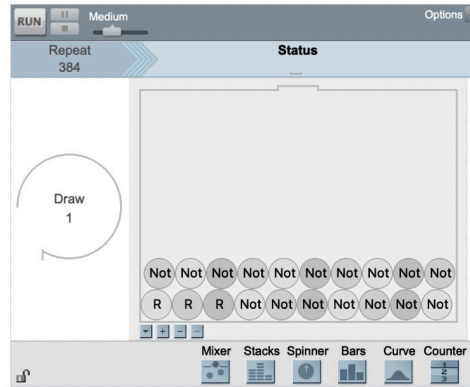 RUN Medium Options
Repeat Status
384
Draw
1
Not Not Not Not Not Not Not Not Not Not
R R R Not Not Not Not Not Not Not
Mixer Stacks Spinner Bars Curve Counter
1
2
3